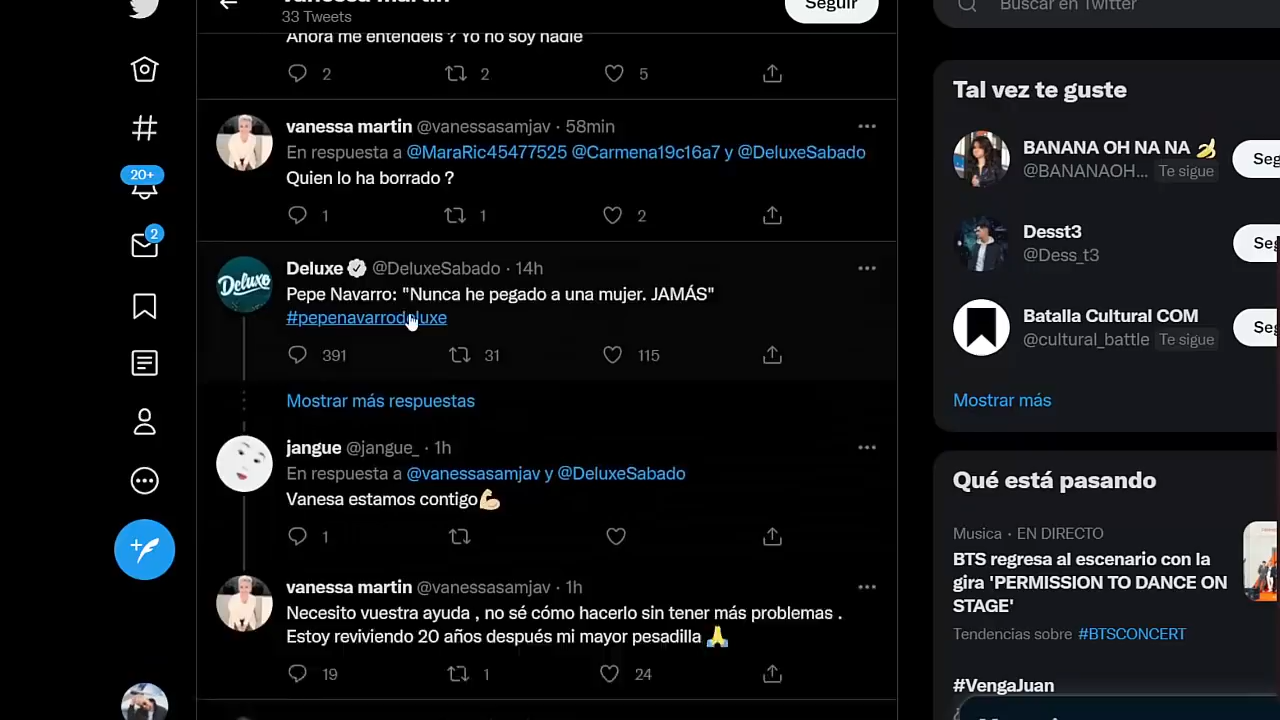 vanessa martin
33 Tweets
Seguir
Buscar en Twitter
Ahora me entendéis ? Yo no soy nadie
2 2 5
vanessa martin @vanessasamjav · 58min
En respuesta a @MaraRic45477525 @Carmena19c16a7 y @DeluxeSabado
Quien lo ha borrado ?
1 1 2
20+
2
Deluxe @DeluxeSabado · 14h
Deluxe
Pepe Navarro: "Nunca he pegado a una mujer. JAMÁS"
#pepenavarrodeluxe
391 31 115
Mostrar más respuestas
jangue @jangue_ · 1h
En respuesta a @vanessasamjav y @DeluxeSabado
Vanesa estamos contigo💪🏻
1
vanessa martin @vanessasamjav · 1h
Necesito vuestra ayuda , no sé cómo hacerlo sin tener más problemas .
Estoy reviviendo 20 años después mi mayor pesadilla 🙏
19 1 24
Tal vez te guste
BANANA OH NA NA 🍌
@BANANAOH... Te sigue
Desst3
@Dess_t3
Batalla Cultural COM
@cultural_battle Te sigue
Mostrar más
Qué está pasando
Musica · EN DIRECTO
BTS regresa al escenario con la
gira 'PERMISSION TO DANCE ON
STAGE'
Tendencias sobre #BTSCONCERT
#VengaJuan